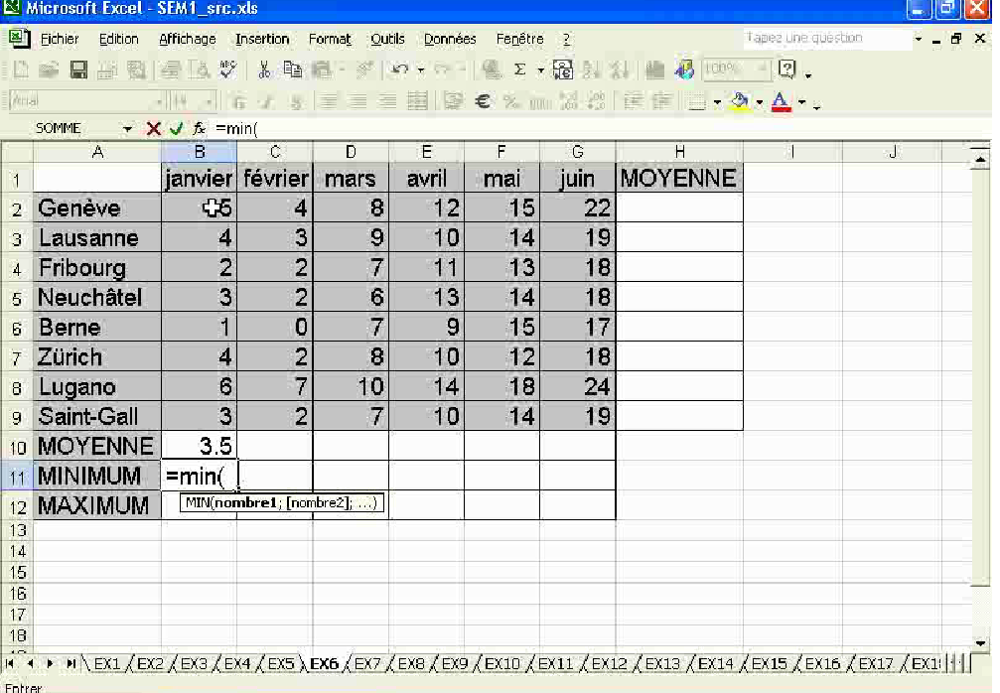 Microsoft Excel - SEM1_src.xls
Fichier Edition Affichage Insertion Format Outils Données Fenêtre ?
Tapez une question
100%
Arial 14
SOMME =min(
A B C D E F G H I J
1 janvier février mars avril mai juin MOYENNE
2 Genève 5 4 8 12 15 22
3 Lausanne 4 3 9 10 14 19
4 Fribourg 2 2 7 11 13 18
5 Neuchâtel 3 2 6 13 14 18
6 Berne 1 0 7 9 15 17
7 Zürich 4 2 8 10 12 18
8 Lugano 6 7 10 14 18 24
9 Saint-Gall 3 2 7 10 14 19
10 MOYENNE 3.5
11 MINIMUM =min(
12 MAXIMUM MIN(nombre1; [nombre2]; ...)
13
14
15
16
17
18
EX1 EX2 EX3 EX4 EX5 EX6 EX7 EX8 EX9 EX10 EX11 EX12 EX13 EX14 EX15 EX16 EX17
Entrer